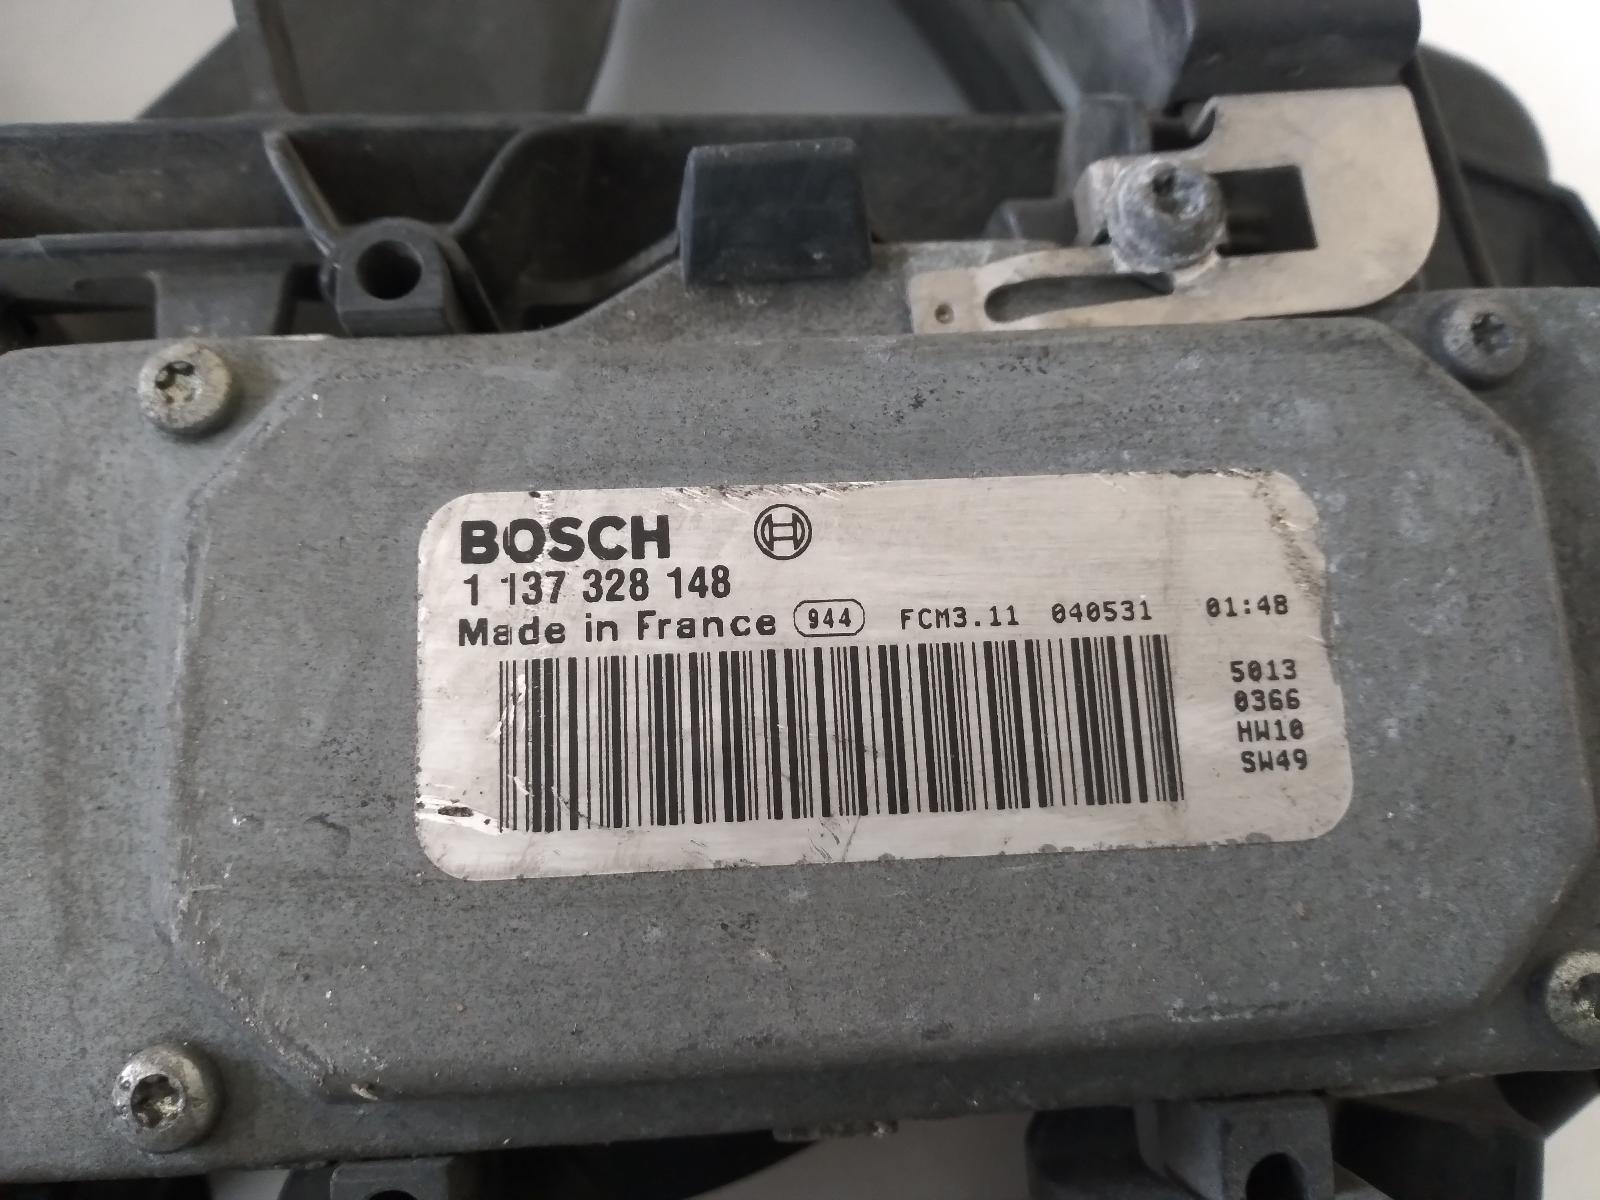 BOSCH
1 137 328 148
Made in France 944 FCM3.11 040531 01:48
5013
0366
HW10
SW49